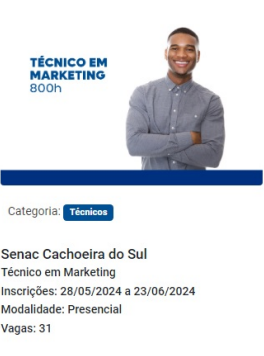 TÉCNICO EM
MARKETING
800h
Categoria: Técnicos
Senac Cachoeira do Sul
Técnico em Marketing
Inscrições: 28/05/2024 a 23/06/2024
Modalidade: Presencial
Vagas: 31